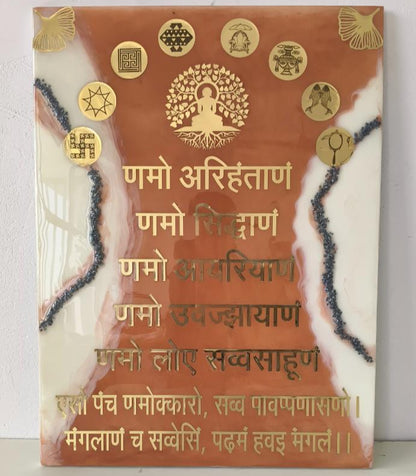 णमो अरिहंताणं
णमो सिद्धाणं
णमो आयरियाणं
णमो उवज्झायाणं
णमो लोए सव्वसाहूणं
एसो पंच णमोक्कारो, सव्व पावप्पणासणो।
मंगलाणं च सव्वेसिं, पढमं हवइ मंगलं।।